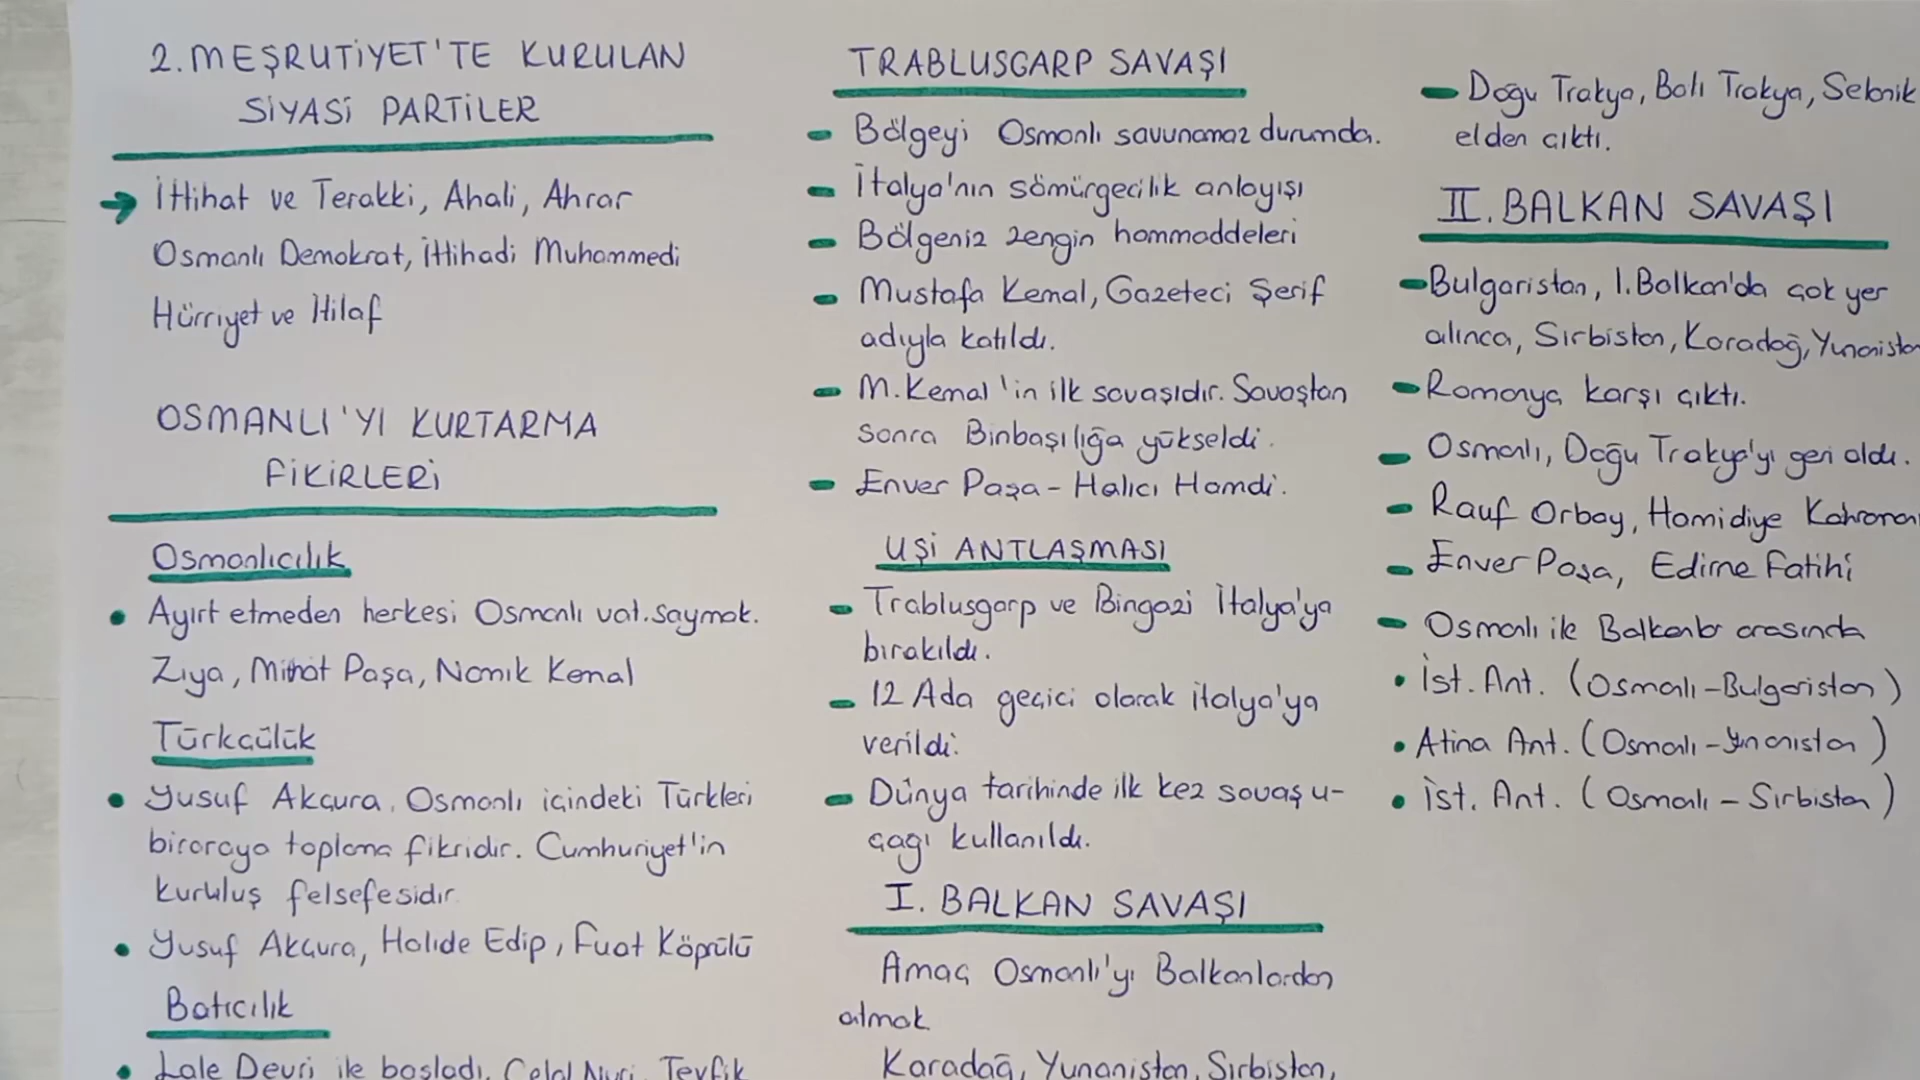 2. MEŞRUTİYET'TE KURULAN
SİYASİ PARTİLER
İttihat ve Terakki, Ahali, Ahrar
Osmanlı Demokrat, İttihadi Muhammedi
Hürriyet ve Hilaf
OSMANLI'YI KURTARMA
FİKİRLERİ
Osmanlıcılık
Ayırt etmeden herkesi Osmanlı vat. saymak.
Ziya, Mithat Paşa, Namık Kemal
Türkçülük
Yusuf Akçura. Osmanlı içindeki Türkleri
biraraya toplama fikridir. Cumhuriyet'in
kuruluş felsefesidir
Yusuf Akçura, Halide Edip, Fuat Köprülü
Batıcılık
Lale Devri ile başladı. Celal Nuri, Tevfik
TRABLUSGARP SAVAŞI
Bölgeyi Osmanlı savunamaz durumda.
İtalya'nın sömürgecilik anlayışı
Bölgeniz zengin hammaddeleri
Mustafa Kemal, Gazeteci Şerif
adıyla katıldı.
M. Kemal'in ilk savaşıdır. Savaştan
sonra Binbaşılığa yükseldi.
Enver Paşa - Halıcı Hamdi.
UŞİ ANTLAŞMASI
Trablusgarp ve Bingazi İtalya'ya
bırakıldı.
12 Ada geçici olarak İtalya'ya
verildi.
Dünya tarihinde ilk kez savaş u-
çağı kullanıldı.
I. BALKAN SAVAŞI
Amaç Osmanlı'yı Balkanlardan
atmak
Karadağ, Yunanistan, Sırbistan,
Doğu Trakya, Batı Trakya, Selanik
elden çıktı.
II. BALKAN SAVAŞI
Bulgaristan, I. Balkan'da çok yer
alınca, Sırbistan, Karadağ, Yunanistan
Romanya karşı çıktı.
Osmanlı, Doğu Trakya'yı geri aldı.
Rauf Orbay, Hamidiye Kahraman
Enver Paşa, Edirne Fatihi
Osmanlı ile Balkanlar arasında
İst. Ant. (Osmanlı - Bulgaristan)
Atina Ant. (Osmanlı - Yunanistan)
İst. Ant. (Osmanlı - Sırbistan)